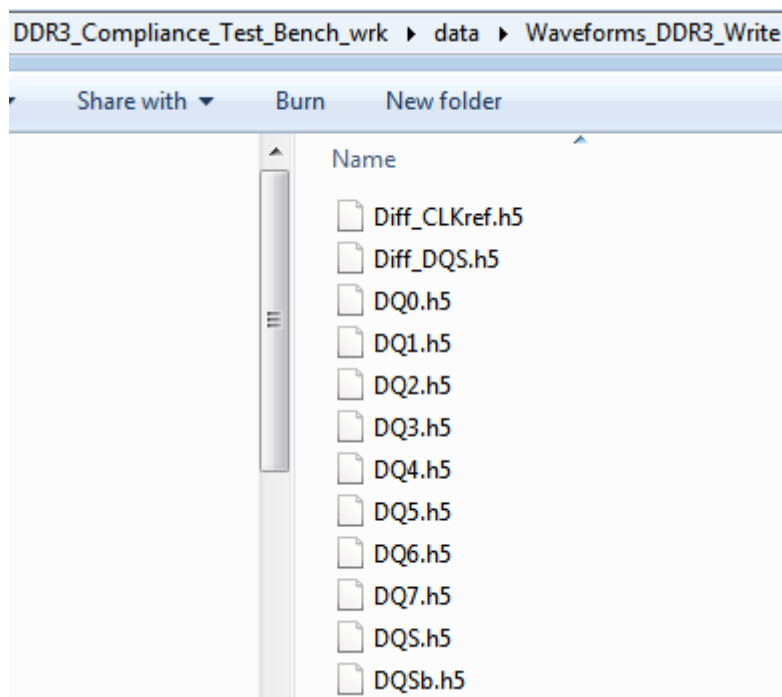 DDR3_Compliance_Test_Bench_wrk ▸ data ▸ Waveforms_DDR3_Write
Share with Burn New folder
Name
Diff_CLKref.h5
Diff_DQS.h5
DQ0.h5
DQ1.h5
DQ2.h5
DQ3.h5
DQ4.h5
DQ5.h5
DQ6.h5
DQ7.h5
DQS.h5
DQSb.h5